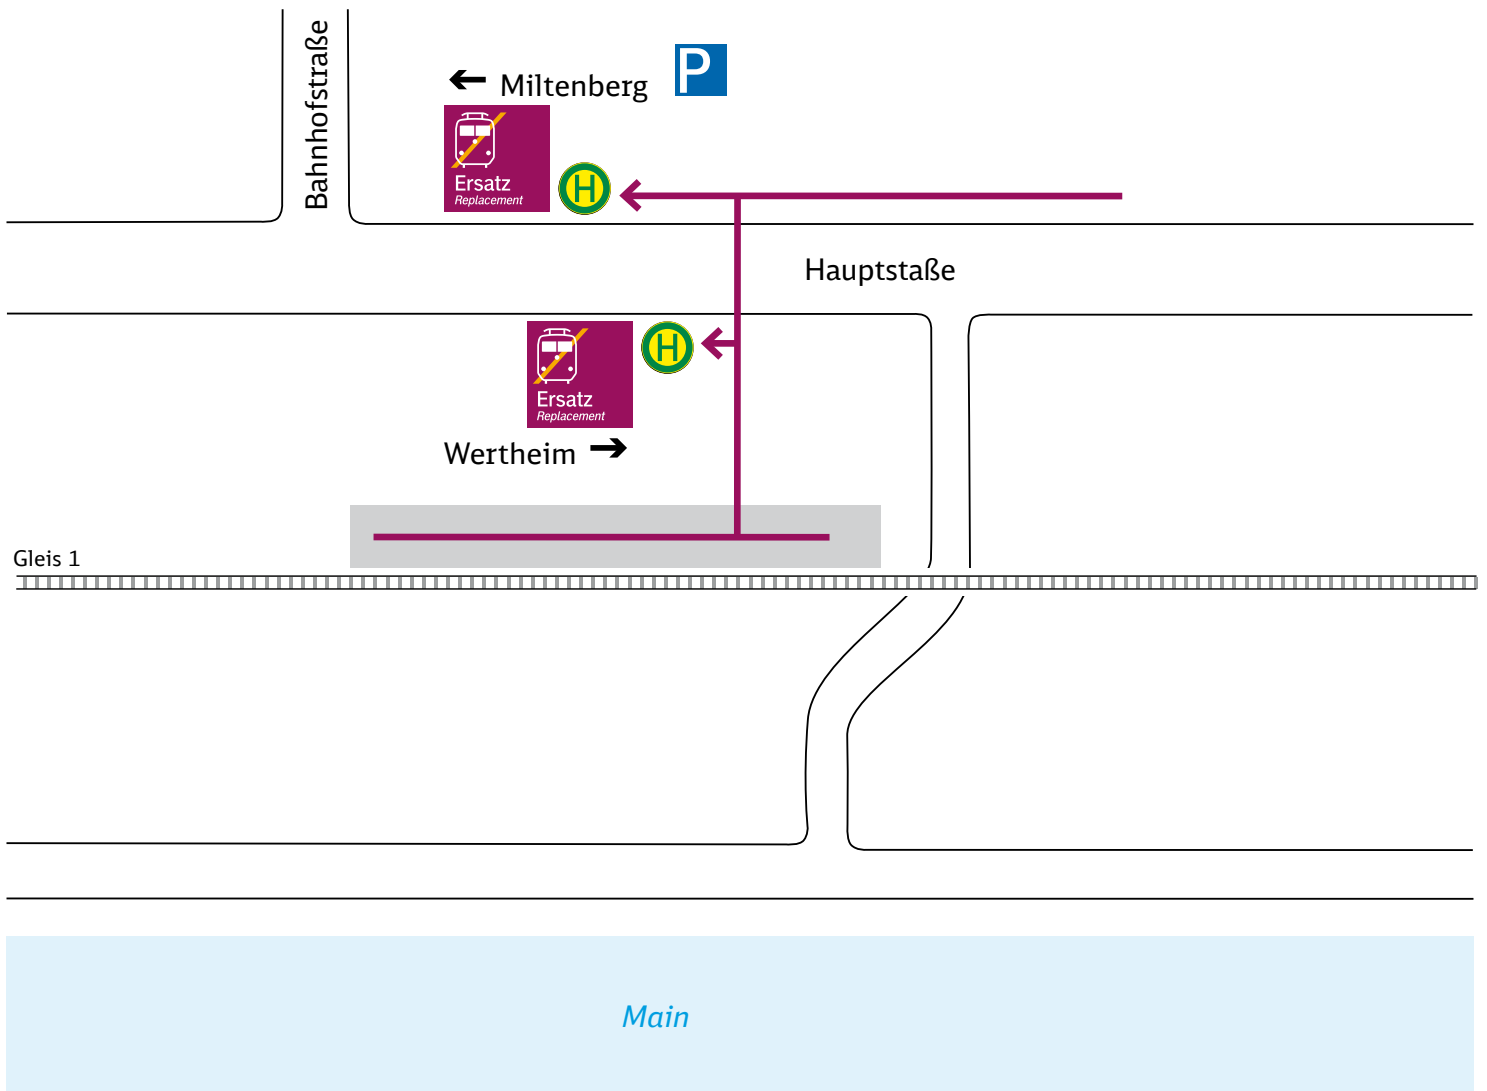 Bahnhofstraße
Miltenberg
P
Ersatz
Replacement
H
Hauptstaße
Ersatz
Replacement
H
Wertheim
Gleis 1
Main